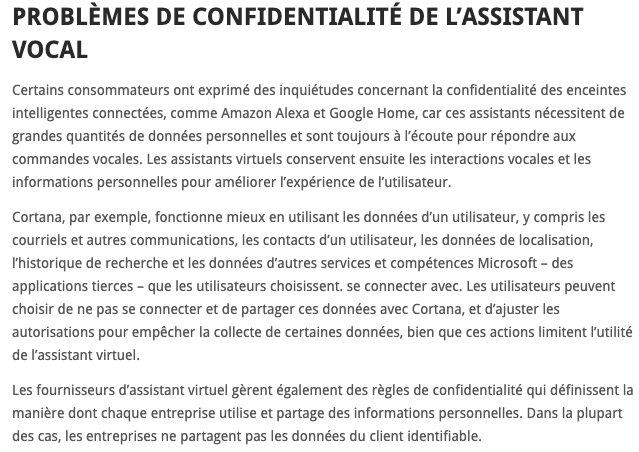 PROBLÈMES DE CONFIDENTIALITÉ DE L’ASSISTANT
VOCAL
Certains consommateurs ont exprimé des inquiétudes concernant la confidentialité des enceintes
intelligentes connectées, comme Amazon Alexa et Google Home, car ces assistants nécessitent de
grandes quantités de données personnelles et sont toujours à l’écoute pour répondre aux
commandes vocales. Les assistants virtuels conservent ensuite les interactions vocales et les
informations personnelles pour améliorer l’expérience de l’utilisateur.
Cortana, par exemple, fonctionne mieux en utilisant les données d’un utilisateur, y compris les
courriels et autres communications, les contacts d’un utilisateur, les données de localisation,
l’historique de recherche et les données d’autres services et compétences Microsoft – des
applications tierces – que les utilisateurs choisissent. se connecter avec. Les utilisateurs peuvent
choisir de ne pas se connecter et de partager ces données avec Cortana, et d’ajuster les
autorisations pour empêcher la collecte de certaines données, bien que ces actions limitent l’utilité
de l’assistant virtuel.
Les fournisseurs d’assistant virtuel gèrent également des règles de confidentialité qui définissent la
manière dont chaque entreprise utilise et partage des informations personnelles. Dans la plupart
des cas, les entreprises ne partagent pas les données du client identifiable.